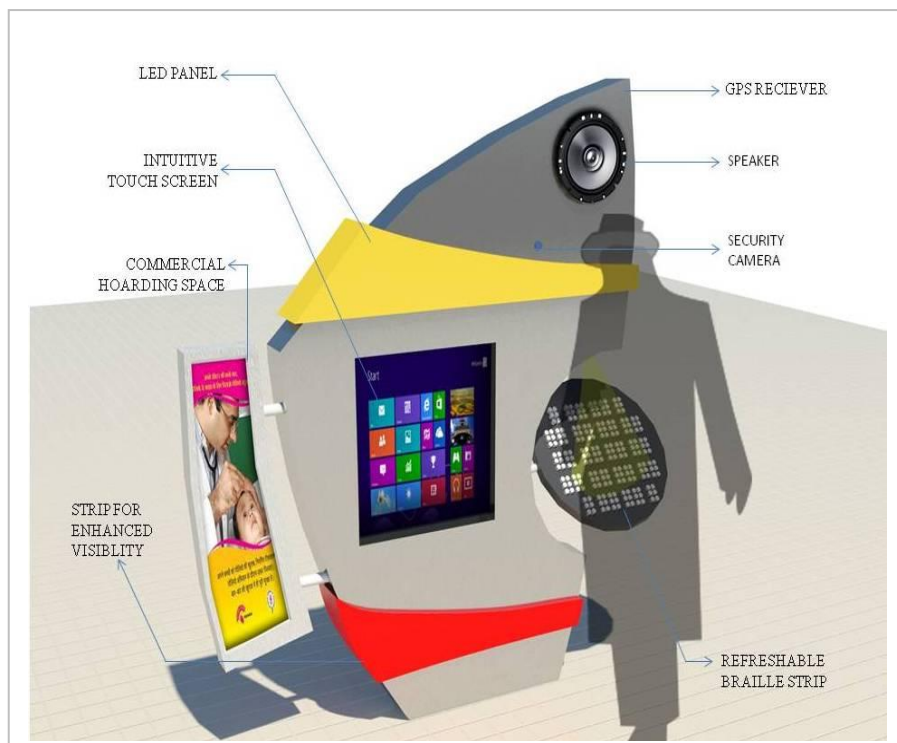 LED PANEL
GPS RECIEVER
INTUITIVE
TOUCH SCREEN
SPEAKER
SECURITY
CAMERA
COMMERCIAL
HOARDING SPACE
Start
STRIP FOR
ENHANCED
VISIBLITY
REFRESHABLE
BRAILLE STRIP